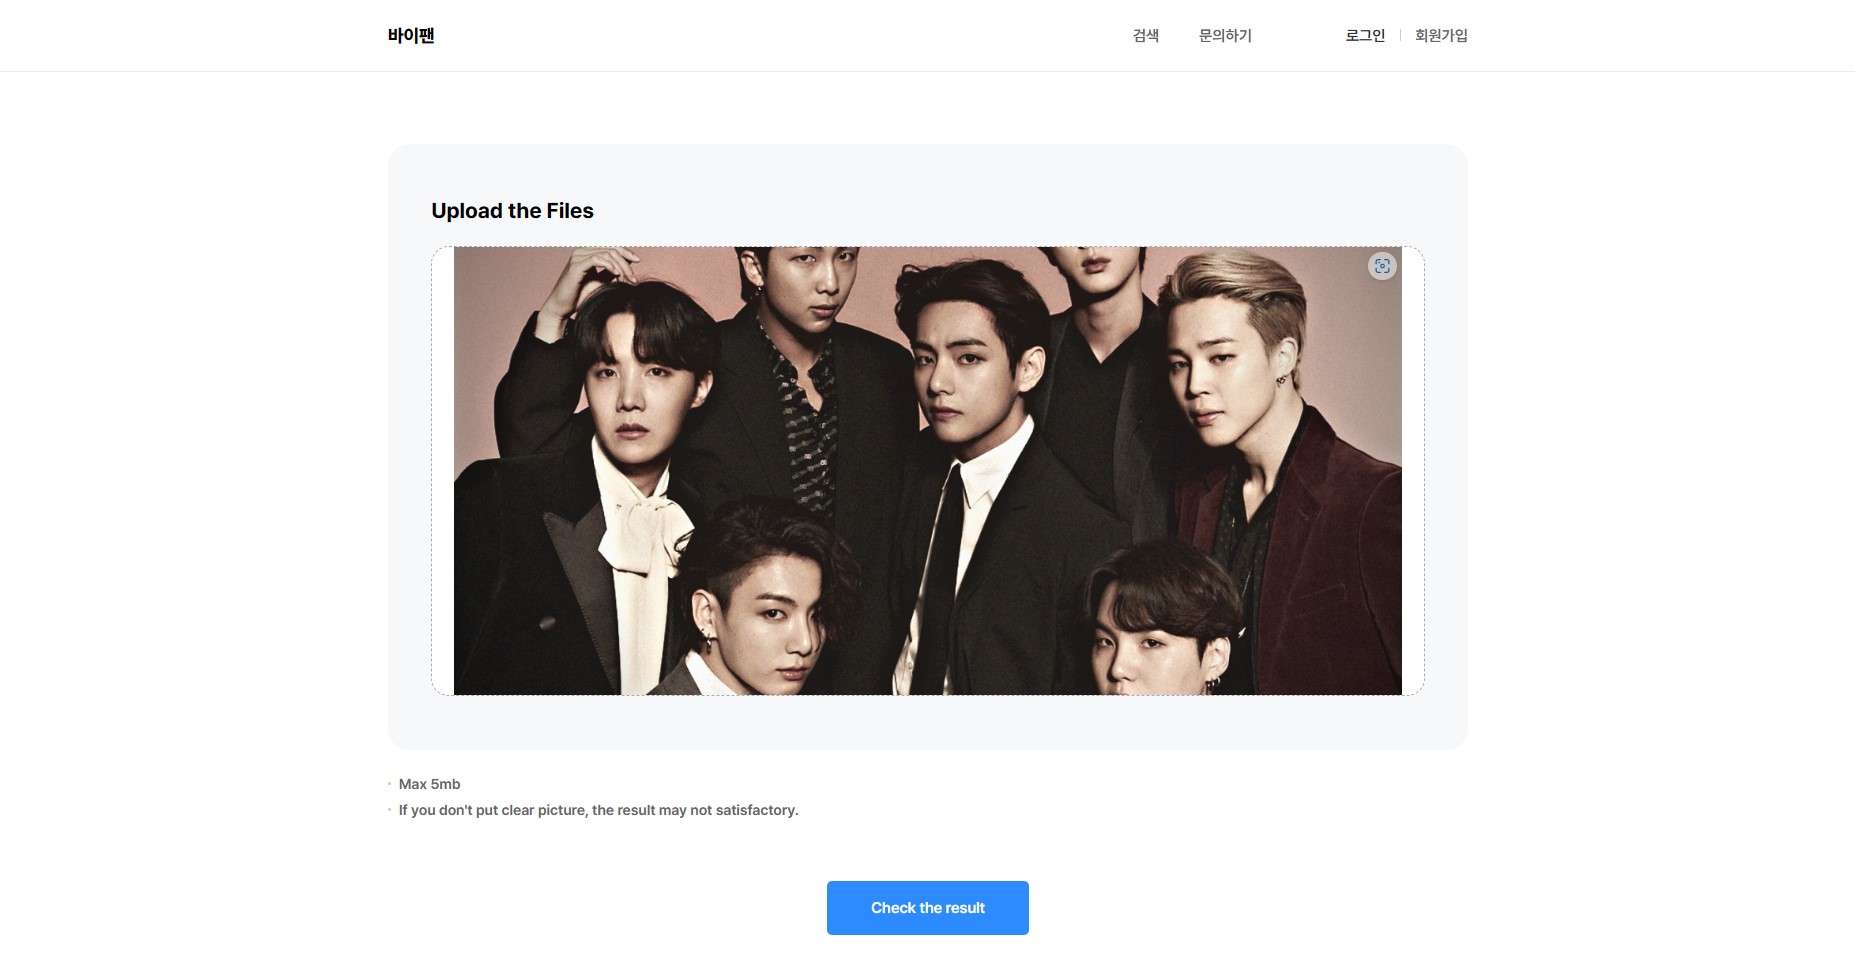 바이팬
검색 문의하기 로그인 회원가입
Upload the Files
Max 5mb
If you don't put clear picture, the result may not satisfactory.
Check the result